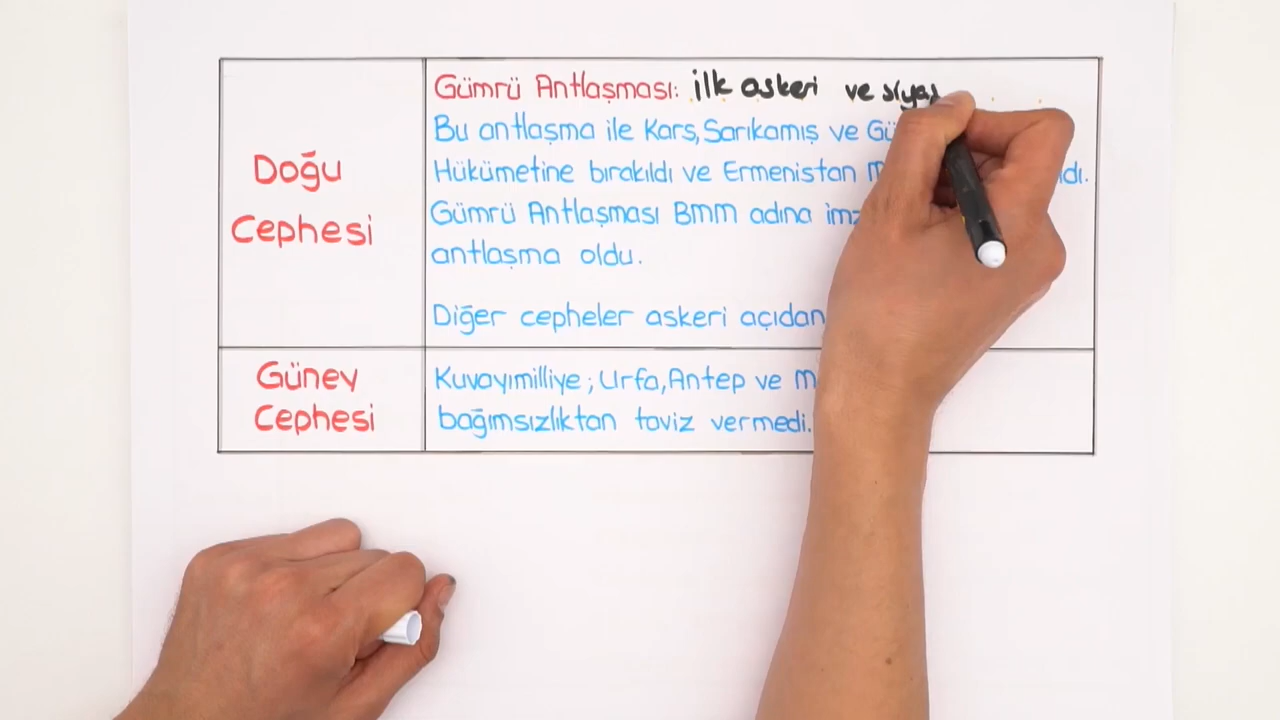 Doğu
Cephesi
Gümrü Antlaşması: ilk askeri ve
Bu antlaşma ile Kars, Sarıkamış ve
Hükümetine bırakıldı ve Ermenistan
Gümrü Antlaşması BMM adına
antlaşma oldu.
Diğer cepheler askeri açıdan
Güney
Cephesi
Kuvayımilliye; Urfa, Antep ve
bağımsızlıktan taviz vermedi.